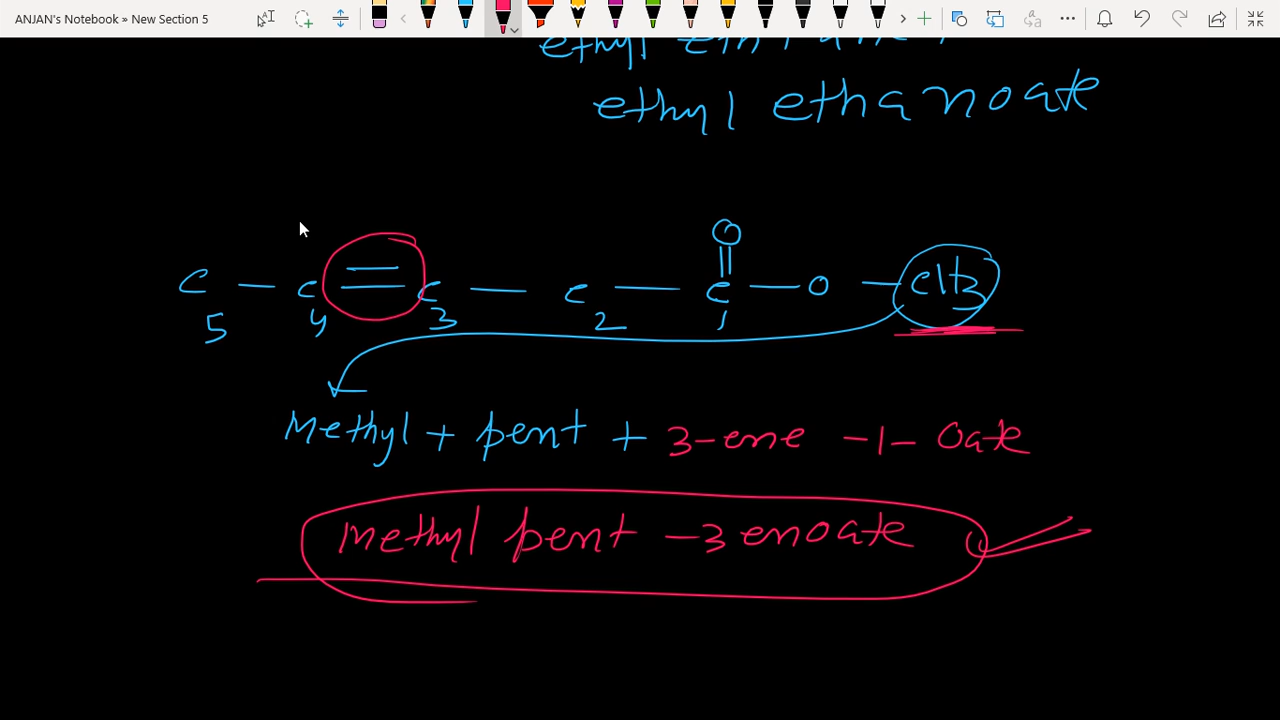 ANJAN's Notebook » New Section 5
ethyl
ethyl ethanoate
O
C - C = C - C - C - O - CH3
5 4 3 2 1
Methyl + pent + 3-ene -1- Oate
Methyl pent -3 enoate